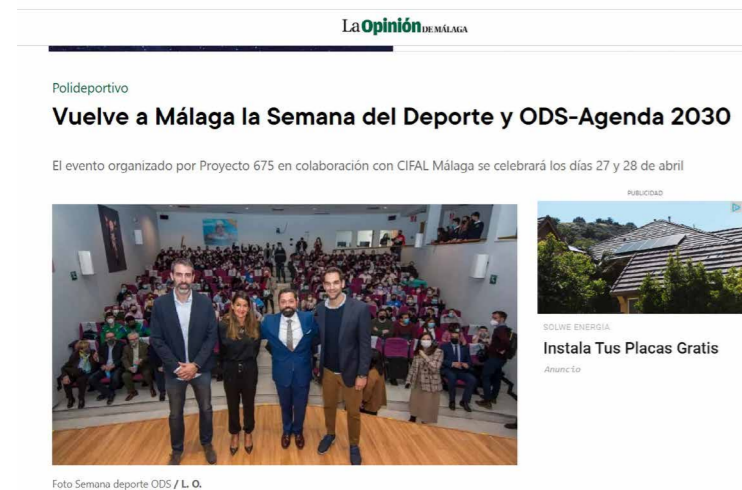 La Opinión DE MÁLAGA
Polideportivo
Vuelve a Málaga la Semana del Deporte y ODS-Agenda 2030
El evento organizado por Proyecto 675 en colaboración con CIFAL Málaga se celebrará los días 27 y 28 de abril
PUBLICIDAD
SOLWE ENERGIA
Instala Tus Placas Gratis
Anuncio
Foto Semana deporte ODS / L. O.